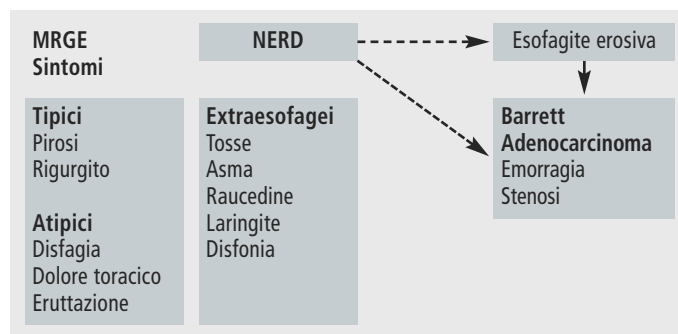 MRGE
Sintomi
NERD
Esofagite erosiva
Tipici
Pirosi
Rigurgito
Atipici
Disfagia
Dolore toracico
Eruttazione
Extraesofagei
Tosse
Asma
Raucedine
Laringite
Disfonia
Barrett
Adenocarcinoma
Emorragia
Stenosi